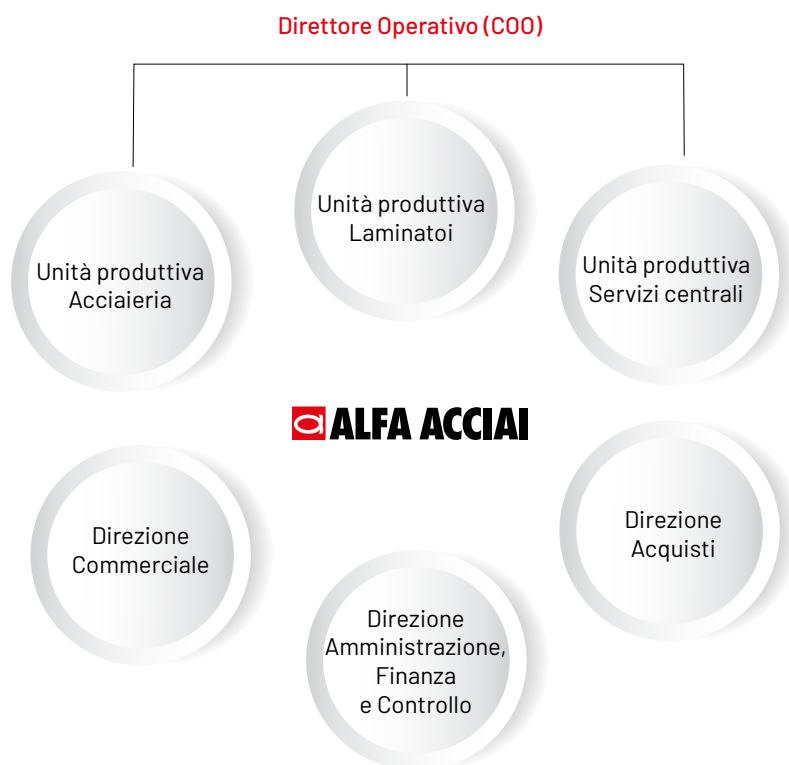 Direttore Operativo (COO)
Unità produttiva
Laminatoi
Unità produttiva
Acciaieria
Unità produttiva
Servizi centrali
ALFA ACCIAI
Direzione
Commerciale
Direzione
Acquisti
Direzione
Amministrazione,
Finanza
e Controllo